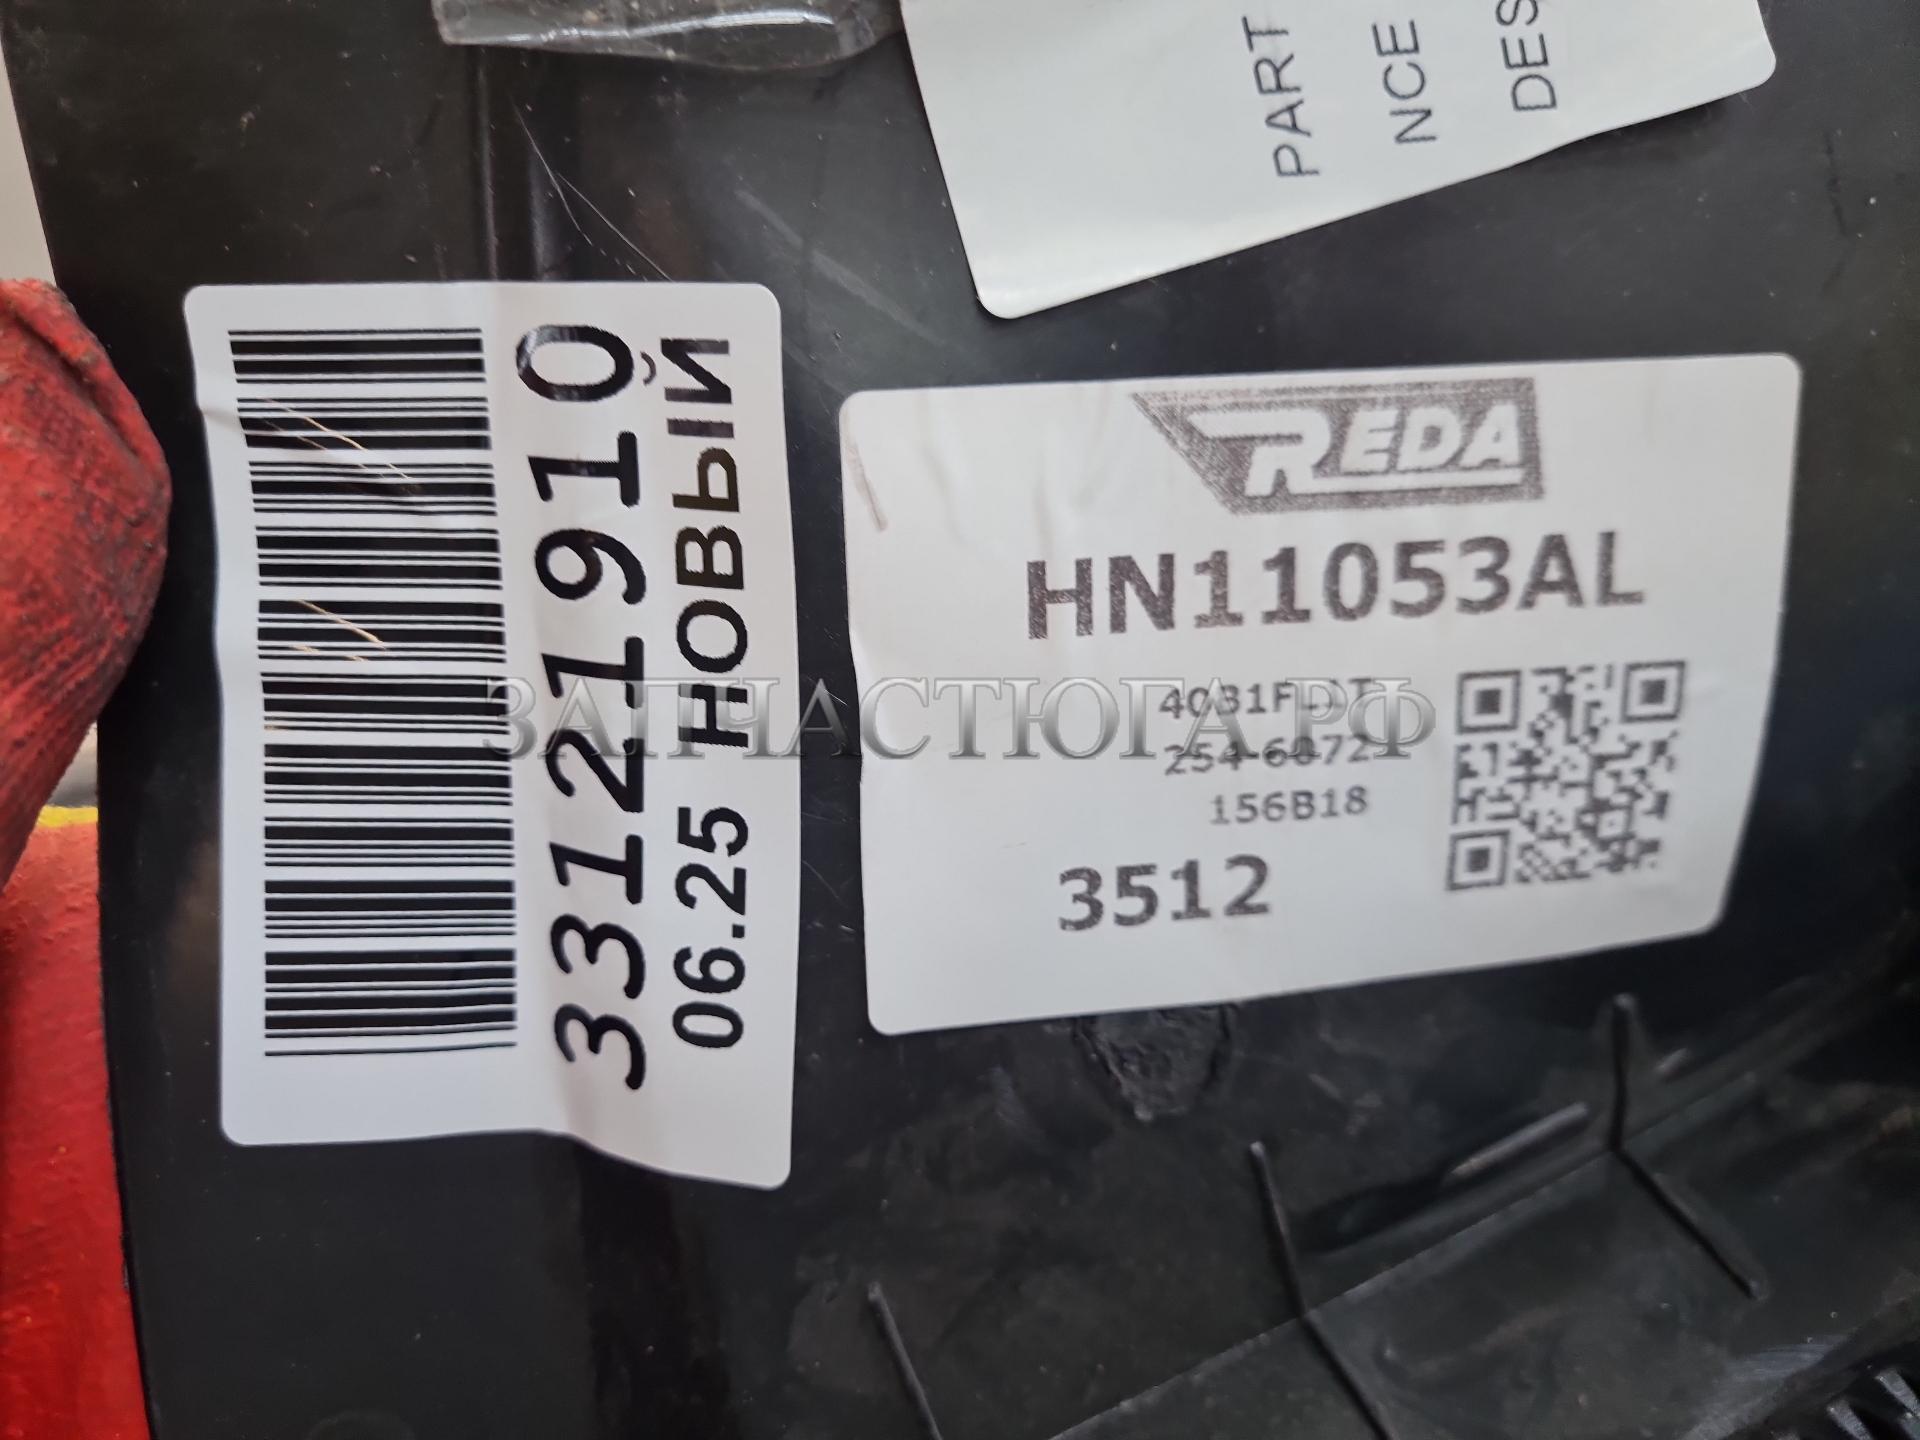 PART
NCE
DES
33121910
06.25 НОВЫЙ
REDA
HN11053AL
156B18
3512
ЗАПЧАСТЮГА.РФ